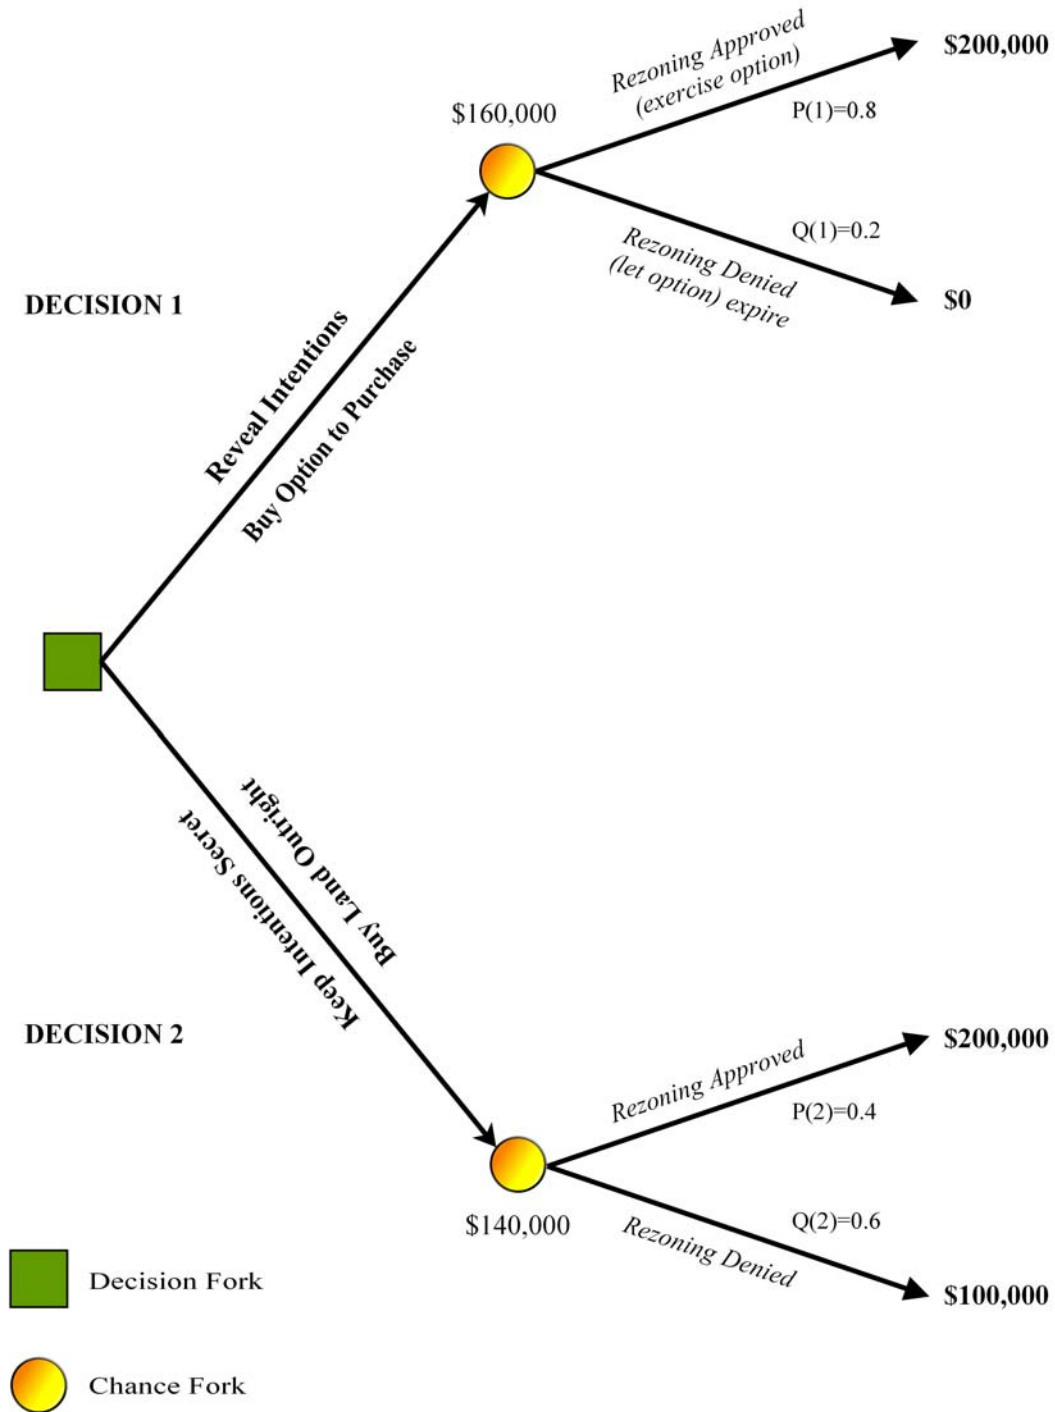 Rezoning Approved
(exercise option)
$200,000
$160,000
P(1)=0.8
Q(1)=0.2
Rezoning Denied
(let option) expire
$0
DECISION 1
Reveal Intentions
Buy Option to Purchase
Buy Land Outright
Keep Intentions Secret
DECISION 2
Rezoning Approved
$200,000
P(2)=0.4
$140,000
Q(2)=0.6
Rezoning Denied
$100,000
Decision Fork
Chance Fork